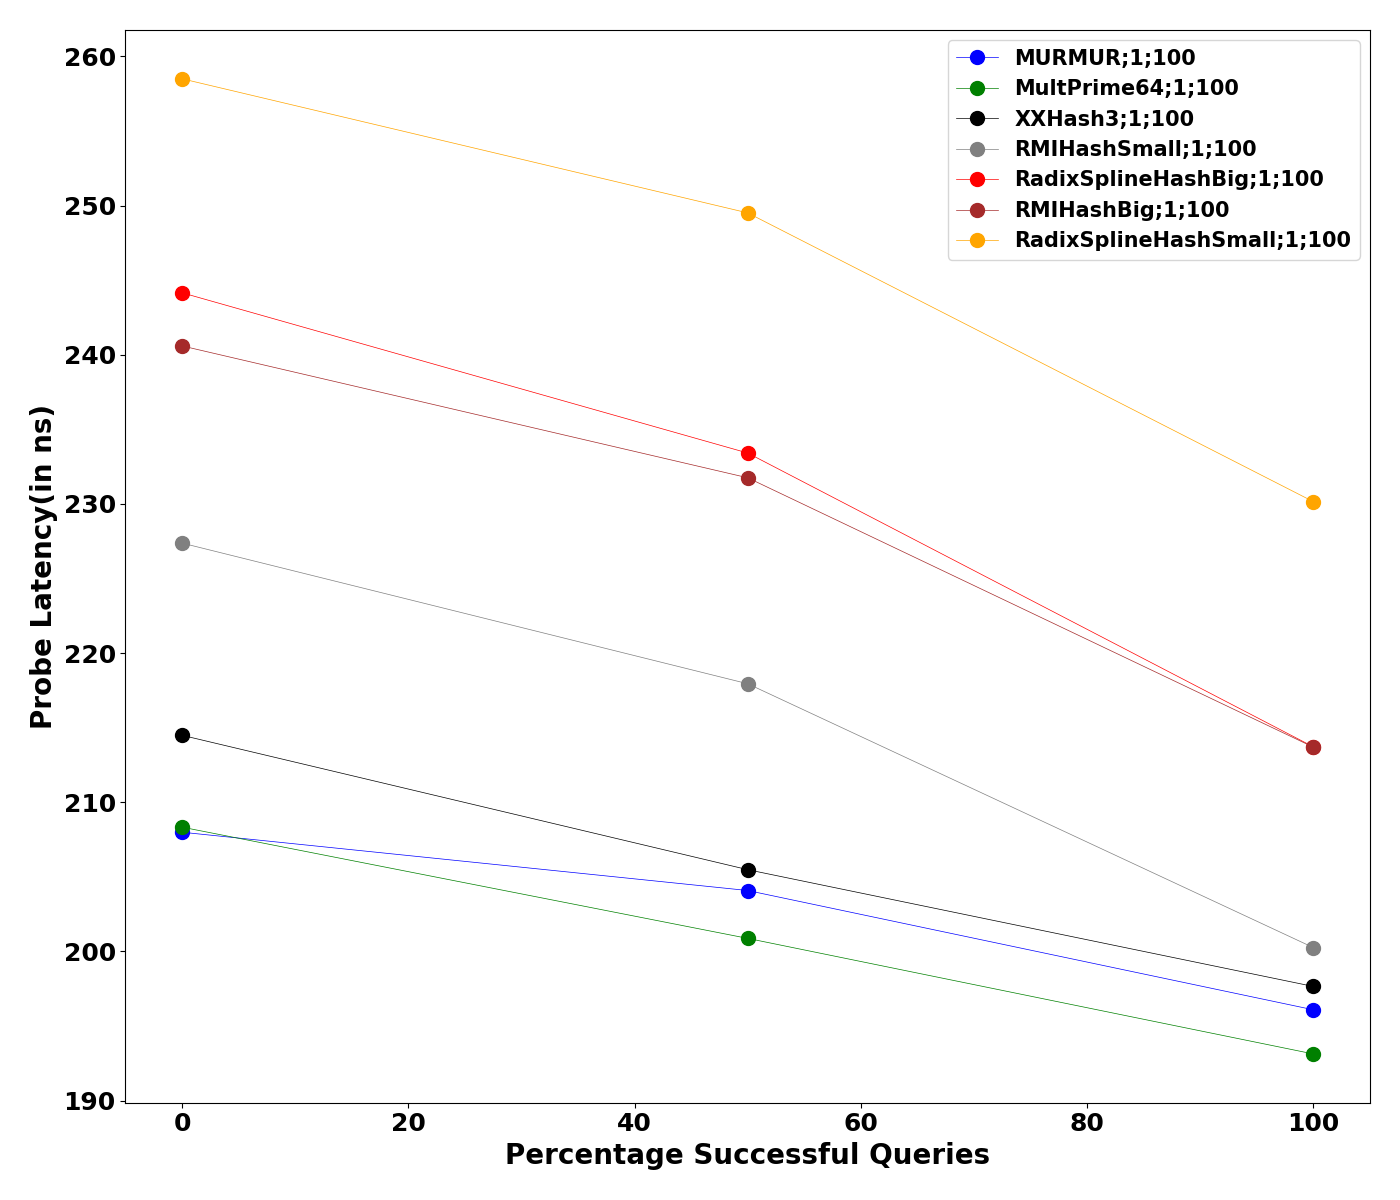 260
250
240
230
220
210
200
190
Probe Latency(in ns)
0 20 40 60 80 100
Percentage Successful Queries
MURMUR;1;100
MultPrime64;1;100
XXHash3;1;100
RMIHashSmall;1;100
RadixSplineHashBig;1;100
RMIHashBig;1;100
RadixSplineHashSmall;1;100